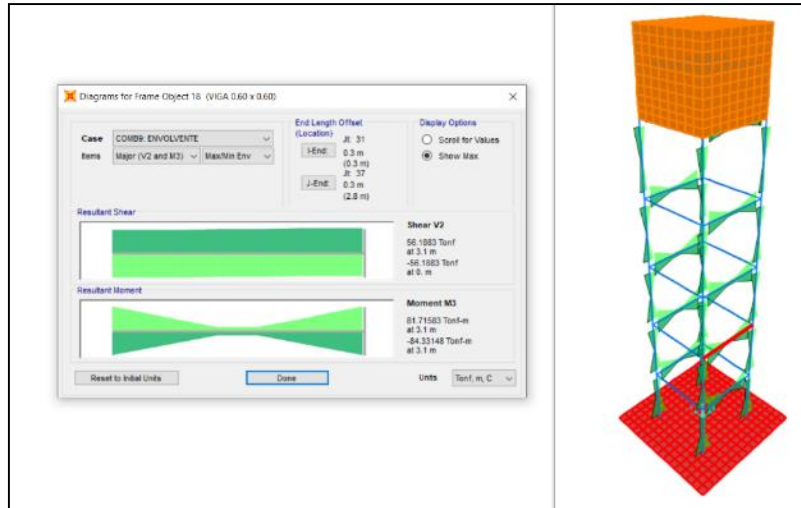 Diagrams for Frame Object 18 (VIGA 0.60 x 0.60)
Case COMB9: ENVOLVENTE
Items Major (V2 and M3) Max/Min Env
End Length Offset
(Location)
Jt: 31
I-End: 0.3 m
(0.3 m)
Jt: 37
J-End: 0.3 m
(2.8 m)
Display Options
Scroll for Values
Show Max
Resultant Shear
Shear V2
56.1883 Tonf
at 3.1 m
-56.1883 Tonf
at 0. m
Resultant Moment
Moment M3
81.71583 Tonf-m
at 3.1 m
-84.33148 Tonf-m
at 3.1 m
Reset to Initial Units
Done
Units Tonf, m, C